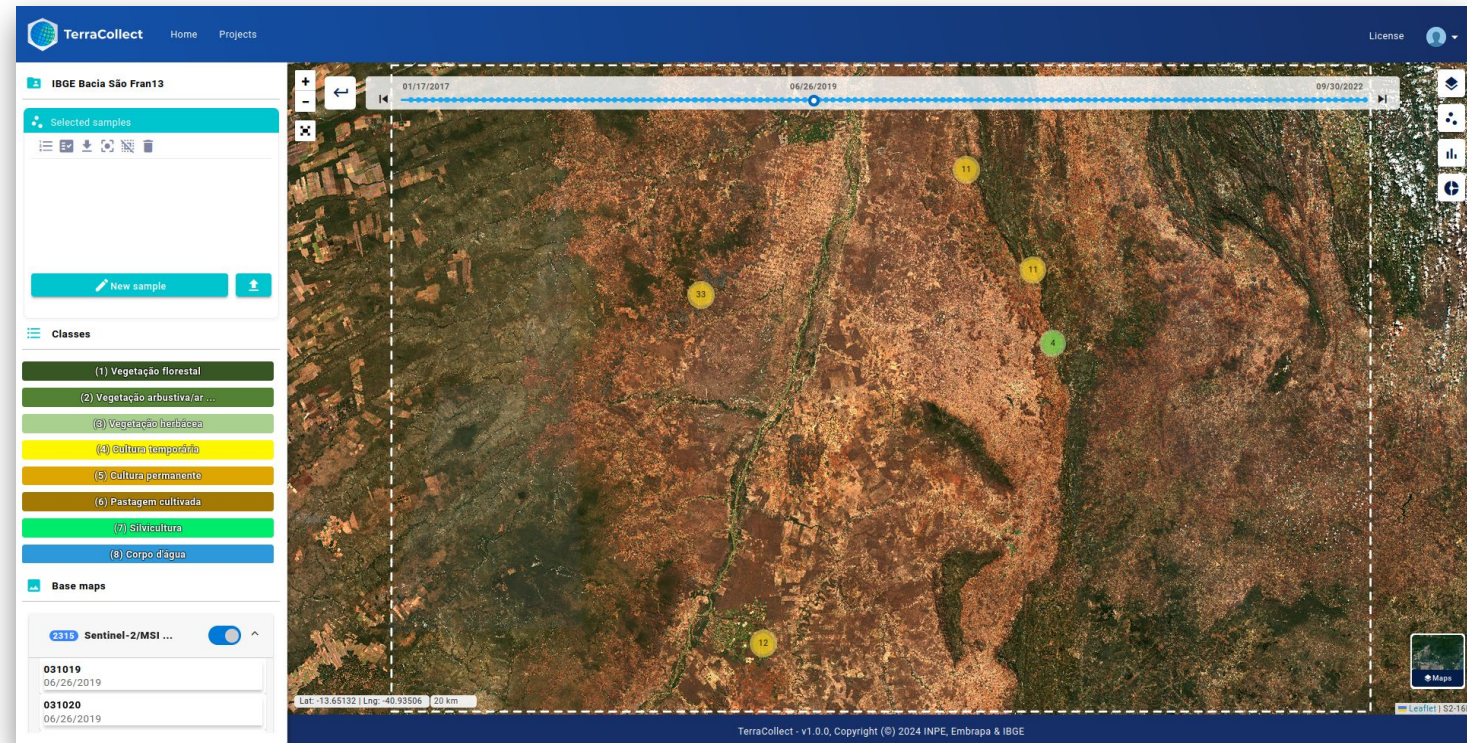 TerraCollect Home Projects License
IBGE Bacia São Fran13
Selected samples
New sample
Classes
(1) Vegetação florestal
(2) Vegetação arbustiva/ar ...
(3) Vegetação herbácea
(4) Cultura temporária
(5) Cultura permanente
(6) Pastagem cultivada
(7) Silvicultura
(8) Corpo d'água
Base maps
2315 Sentinel-2/MSI ...
031019
06/26/2019
031020
06/26/2019
+
−
01/17/2017 06/26/2019 09/30/2022
11
11
33
4
12
Lat: -13.65132 | Lng: -40.93506 20 km
Maps
Leaflet | S2-16
TerraCollect - v1.0.0, Copyright (©) 2024 INPE, Embrapa & IBGE